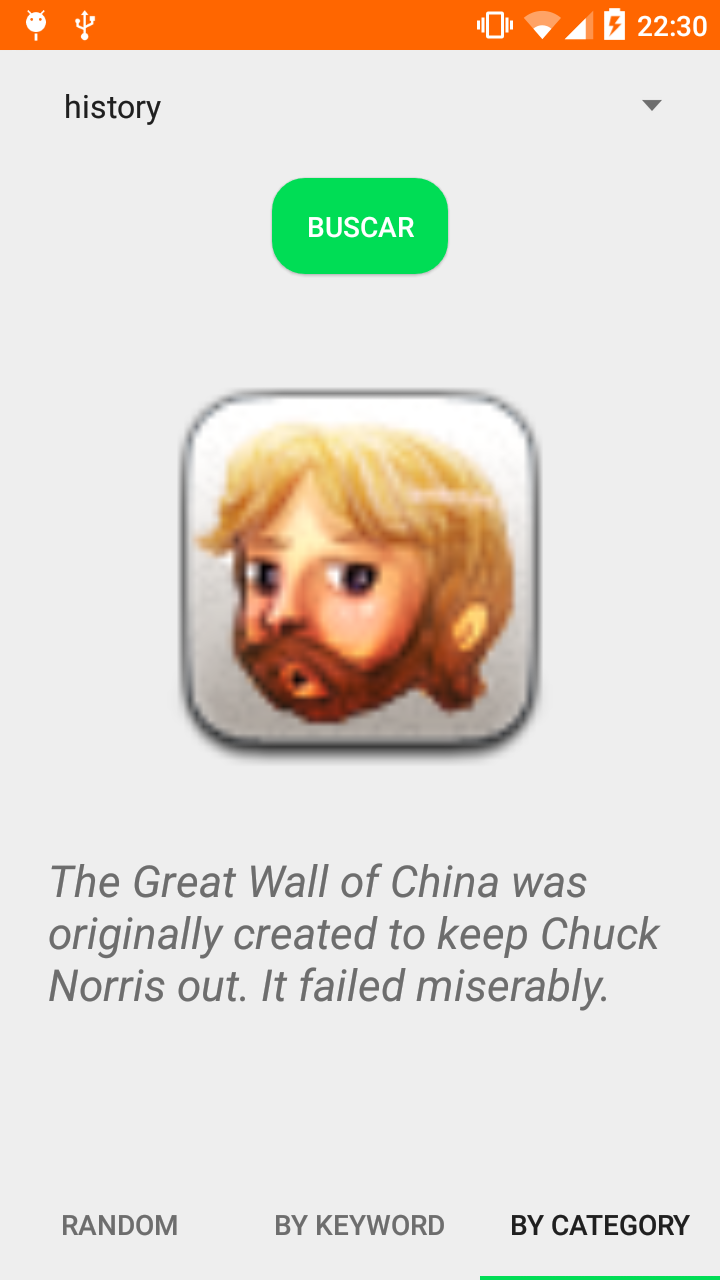 22:30
history
BUSCAR
The Great Wall of China was
originally created to keep Chuck
Norris out. It failed miserably.
RANDOM BY KEYWORD BY CATEGORY